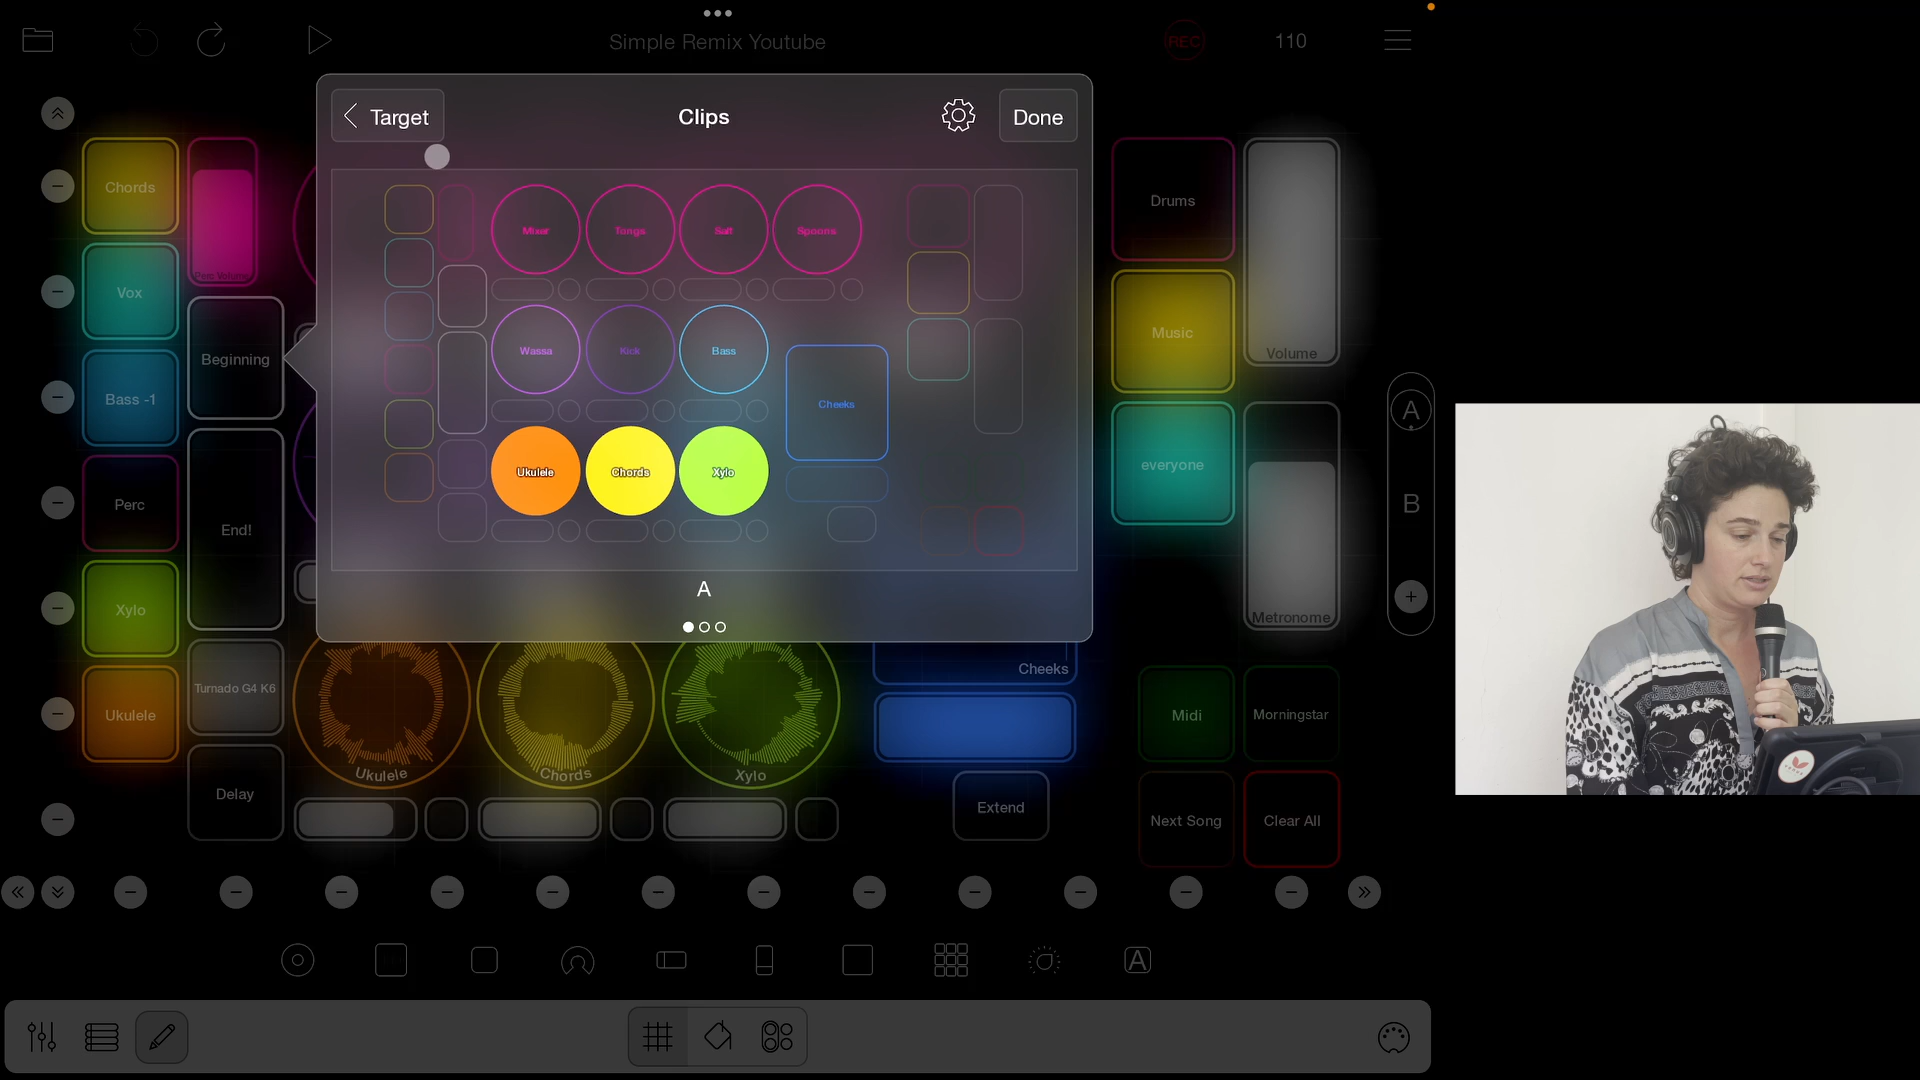 Simple Remix Youtube
REC
110
Target
Clips
Done
Chords
Vox
Bass -1
Perc
Xylo
Ukulele
Perc Volume
Beginning
End!
Turnado G4 K6
Delay
Mixer
Tongs
Salt
Spoons
Wassa
Kick
Bass
Cheeks
Ukulele
Chords
Xylo
A
Ukulele
Chords
Xylo
Cheeks
Extend
Drums
Music
everyone
Volume
Metronome
Midi
Morningstar
Next Song
Clear All
A
B
A